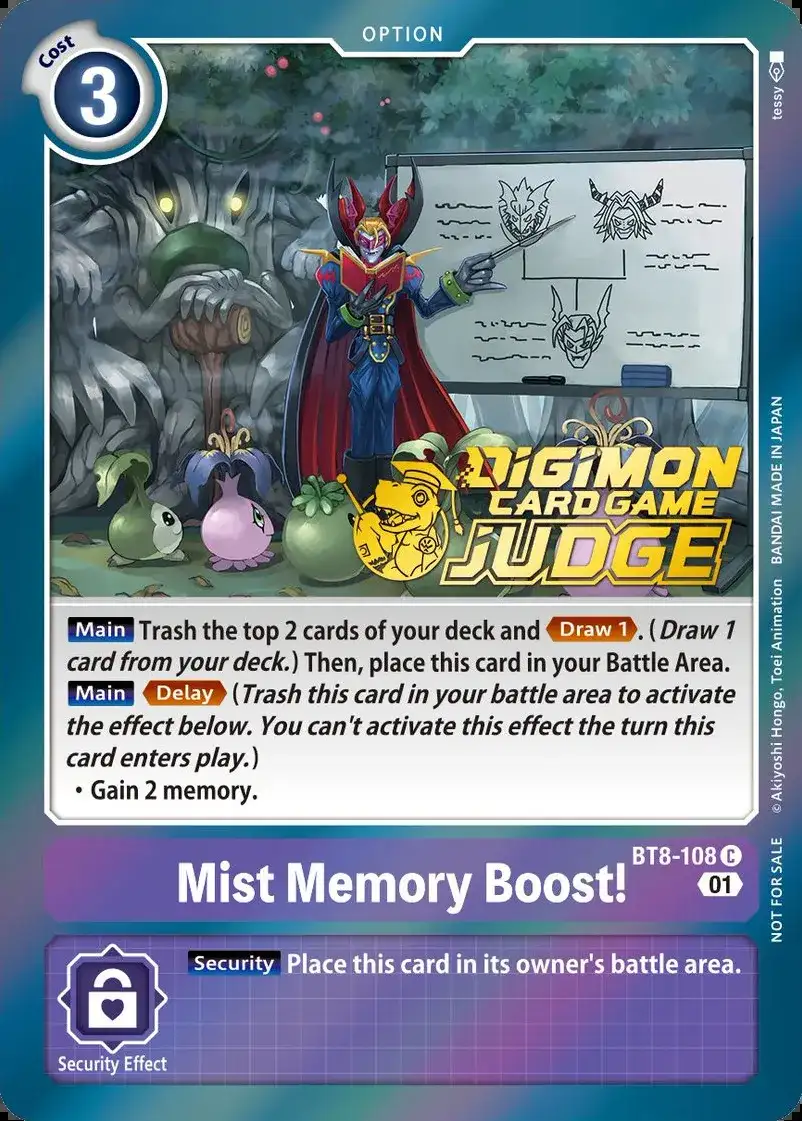 OPTION
Cost
3
tessy
DIGIMON
CARD GAME
JUDGE
Main Trash the top 2 cards of your deck and Draw 1. (Draw 1
card from your deck.) Then, place this card in your Battle Area.
Main Delay (Trash this card in your battle area to activate
the effect below. You can't activate this effect the turn this
card enters play.)
・Gain 2 memory.
© Akiyoshi Hongo, Toei Animation BANDAI MADE IN JAPAN
NOT FOR SALE
BT8-108 C
Mist Memory Boost!
01
Security Place this card in its owner's battle area.
Security Effect